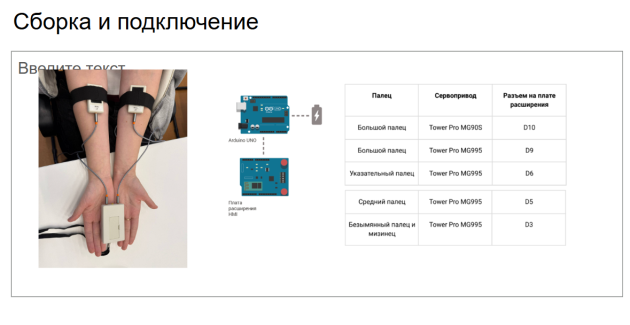 Сборка и подключение
Введите текст
Arduino UNO
Плата
расширения
HBB
Палец
Сервопривод
Разъем на плате
расширения
Большой палец
Tower Pro MG90S
D10
Большой палец
Tower Pro MG995
D9
Указательный палец
Tower Pro MG995
D6
Средний палец
Tower Pro MG995
D5
Безымянный палец и
мизинец
Tower Pro MG995
D3